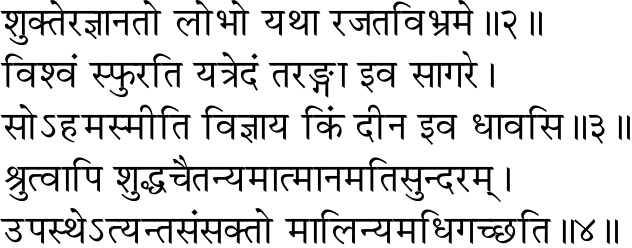 शुक्तेरज्ञानतो लोभो यथा रजतविभ्रमे॥२॥
विश्वं स्फुरति यत्रेदं तरङ्गा इव सागरे।
सोऽहमस्मीति विज्ञाय किं दीन इव धावसि॥३॥
श्रुत्वापि शुद्धचैतन्यमात्मानमतिसुन्दरम्।
उपस्थेऽत्यन्तसंसक्तो मालिन्यमधिगच्छति॥४॥